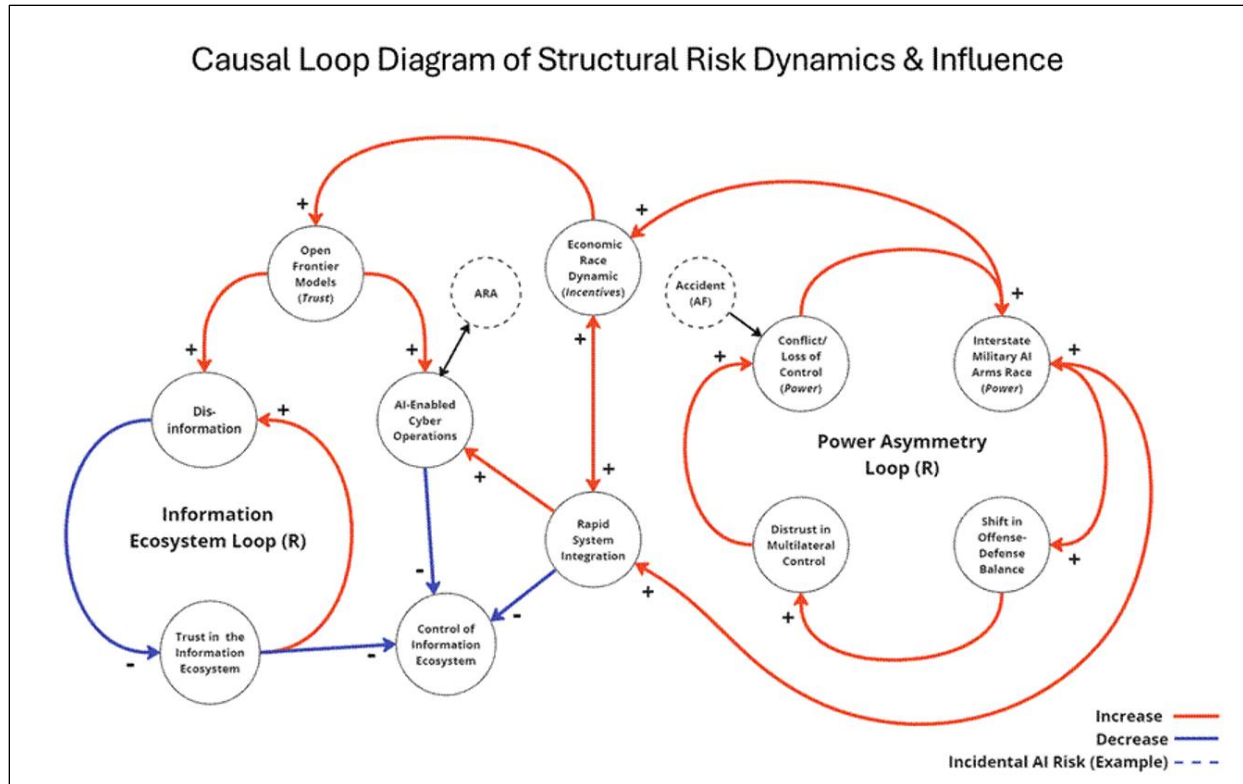 Causal Loop Diagram of Structural Risk Dynamics & Influence
+
+
Open
Frontier
Models
(Trust)
ARA
Economic
Race
Dynamic
(Incentives)
Accident
(AF)
+
+
+
+
+
+
Conflict/
Loss of
Control
(Power)
Interstate
Military AI
Arms Race
(Power)
Dis-
information
+
AI-Enabled
Cyber
Operations
Power Asymmetry
Loop (R)
+
+
Information
Ecosystem Loop (R)
Rapid
System
Integration
Distrust in
Multilateral
Control
Shift in
Offense-
Defense
Balance
+
-
+
-
+
Trust in the
Information
Ecosystem
-
-
Control of
Information
Ecosystem
Increase
Decrease
Incidental AI Risk (Example)